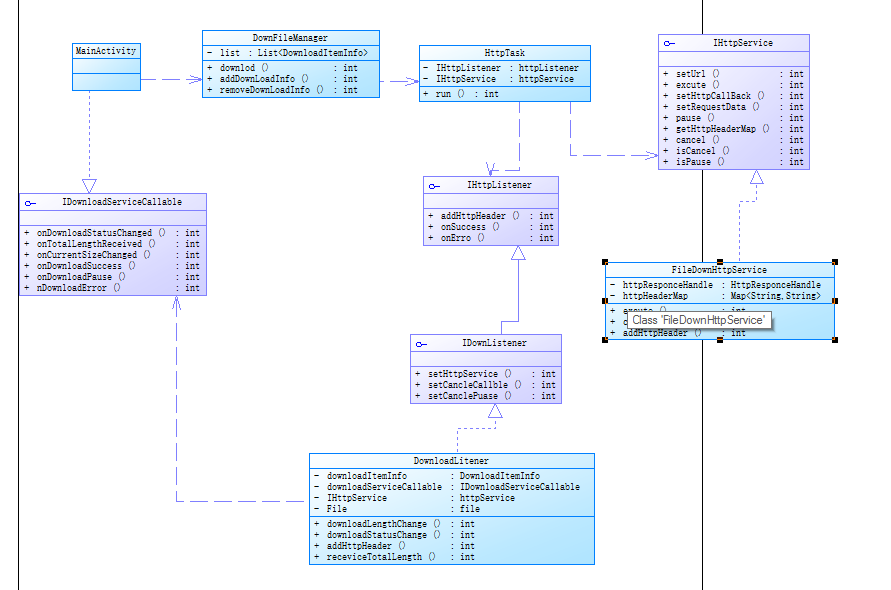 MainActivity
DownFileManager
- list : List<DownloadItemInfo>
+ downlod () : int
+ addDownLoadInfo () : int
+ removeDownLoadInfo () : int
HttpTask
- IHttpListener : httpListener
- IHttpService : httpService
+ run () : int
IHttpService
+ setUrl () : int
+ excute () : int
+ setHttpCallBack () : int
+ setRequestData () : int
+ pause () : int
+ getHttpHeaderMap () : int
+ cancel () : int
+ isCancel () : int
+ isPause () : int
IDownloadServiceCallable
+ onDownloadStatusChanged () : int
+ onTotalLengthReceived () : int
+ onCurrentSizeChanged () : int
+ onDownloadSuccess () : int
+ onDownloadPause () : int
+ nDownloadError () : int
IHttpListener
+ addHttpHeader () : int
+ onSuccess () : int
+ onErro () : int
FileDownHttpService
- httpResponceHandle : HttpResponceHandle
- httpHeaderMap : Map<String,String>
Class 'FileDownHttpService'
+ addHttpHeader () : int
IDownListener
+ setHttpService () : int
+ setCancleCallble () : int
+ setCanclePuase () : int
DownloadLitener
- downloadItemInfo : DownloadItemInfo
- downloadServiceCallable : IDownloadServiceCallable
- IHttpService : httpService
- File : file
+ downloadLengthChange () : int
+ downloadStatusChange () : int
+ addHttpHeader () : int
+ receviceTotalLength () : int